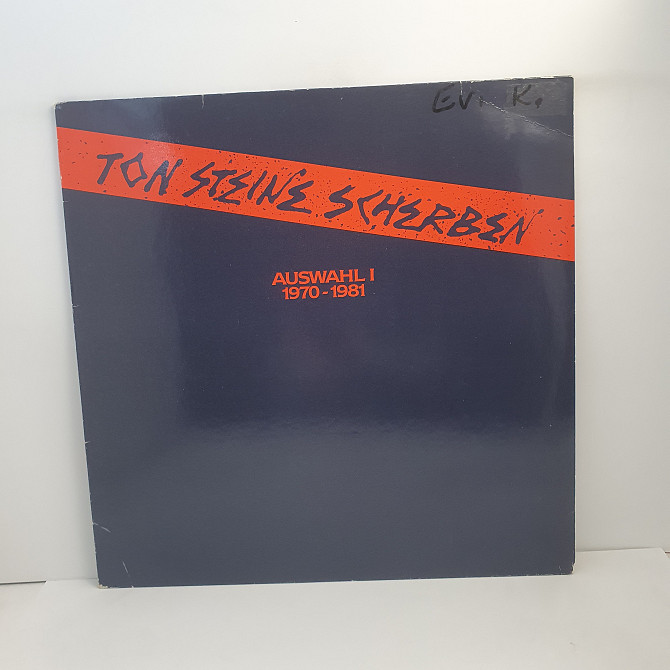 K.
TON STEINE SCHERBEN
AUSWAHL I
1970-1981